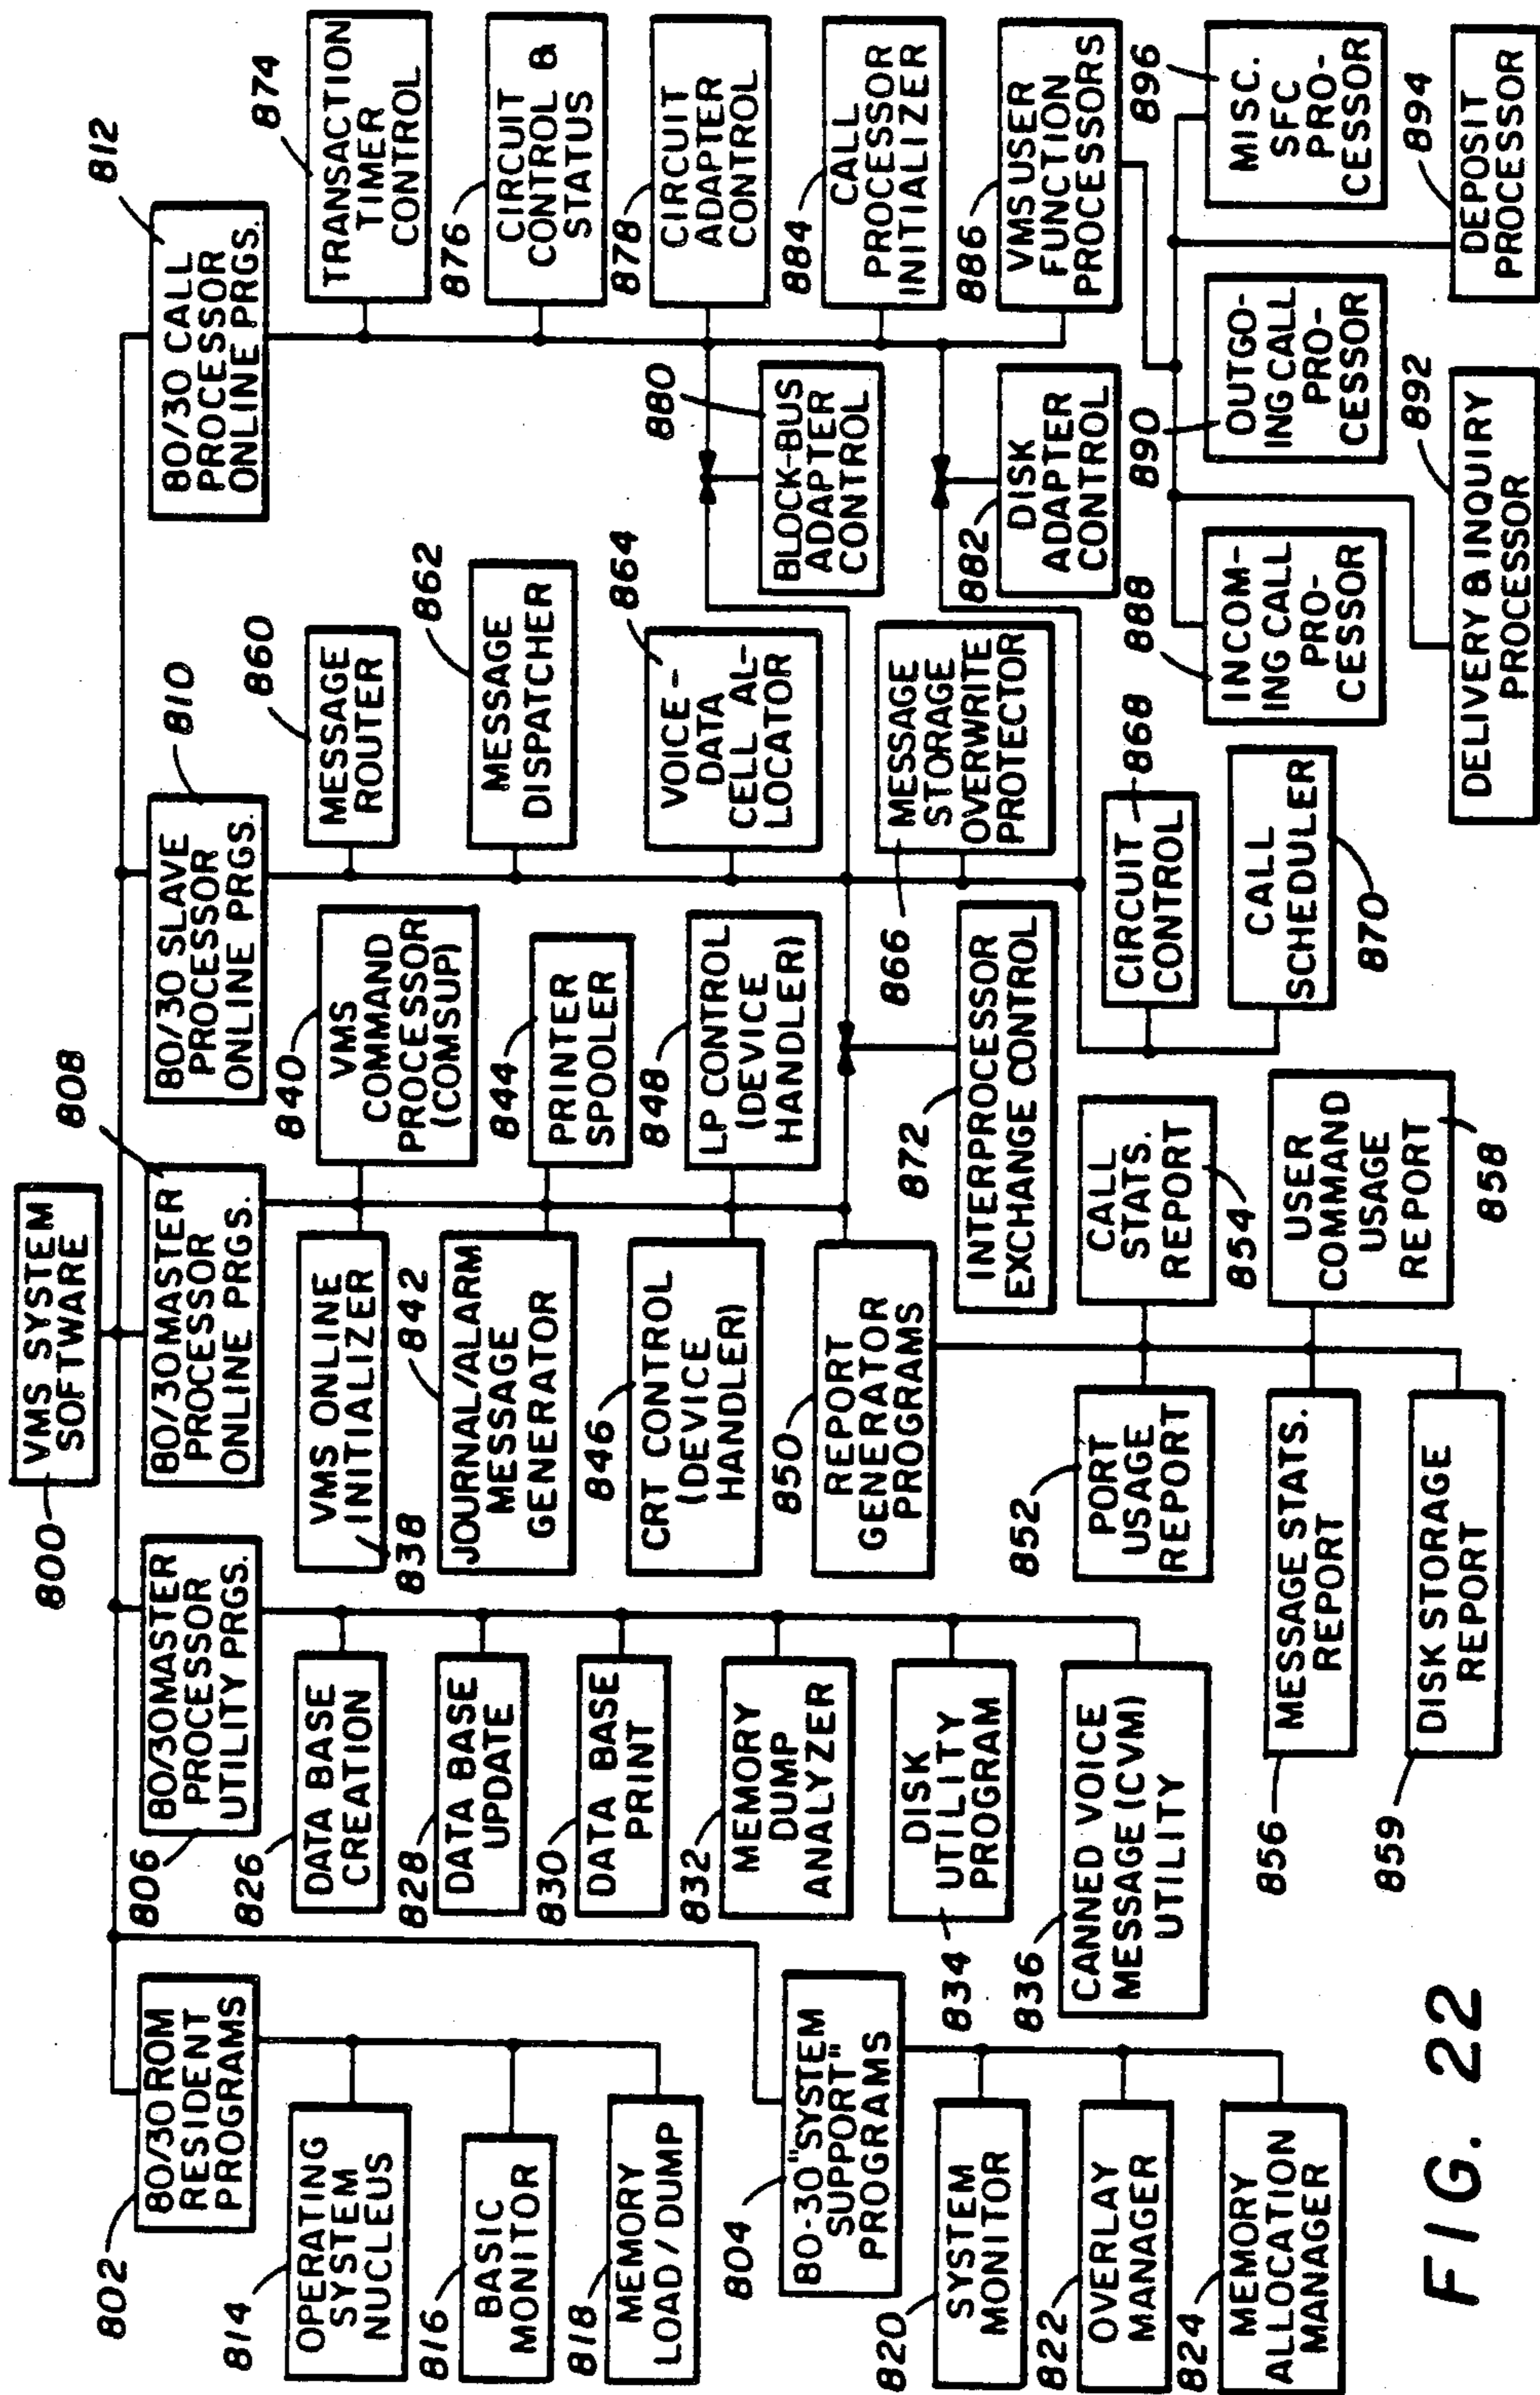 VMS SYSTEM
SOFTWARE
800
80/30 ROM
RESIDENT
PROGRAMS
802
OPERATING
SYSTEM
NUCLEUS
814
BASIC
MONITOR
816
MEMORY
LOAD/DUMP
818
80-30 "SYSTEM
SUPPORT"
PROGRAMS
804
SYSTEM
MONITOR
820
OVERLAY
MANAGER
822
MEMORY
ALLOCATION
MANAGER
824
80/30 MASTER
PROCESSOR
UTILITY PRGS.
806
DATA BASE
CREATION
826
DATA BASE
UPDATE
828
DATA BASE
PRINT
830
MEMORY
DUMP
ANALYZER
832
DISK
UTILITY
PROGRAM
834
CANNED VOICE
MESSAGE (CVM)
UTILITY
836
80/30 MASTER
PROCESSOR
ONLINE PRGS.
808
VMS ONLINE
INITIALIZER
838
VMS
COMMAND
PROCESSOR
(COMSUP)
840
JOURNAL/ALARM
MESSAGE
GENERATOR
842
PRINTER
SPOOLER
844
CRT CONTROL
(DEVICE
HANDLER)
846
LP CONTROL
(DEVICE
HANDLER)
848
REPORT
GENERATOR
PROGRAMS
850
PORT
USAGE
REPORT
852
CALL
STATS.
REPORT
854
MESSAGE STATS.
REPORT
856
USER
COMMAND
USAGE
REPORT
858
DISK STORAGE
REPORT
859
80/30 SLAVE
PROCESSOR
ONLINE PRGS.
810
MESSAGE
ROUTER
860
MESSAGE
DISPATCHER
862
VOICE-
DATA
CELL AL-
LOCATOR
864
MESSAGE
STORAGE
OVERWRITE
PROTECTOR
866
CIRCUIT
CONTROL
868
CALL
SCHEDULER
870
INTERPROCESSOR
EXCHANGE CONTROL
872
80/30 CALL
PROCESSOR
ONLINE PRGS.
812
TRANSACTION
TIMER
CONTROL
874
CIRCUIT
CONTROL &
STATUS
876
CIRCUIT
ADAPTER
CONTROL
878
BLOCK-BUS
ADAPTER
CONTROL
880
DISK
ADAPTER
CONTROL
882
CALL
PROCESSOR
INITIALIZER
884
VMS USER
FUNCTION
PROCESSORS
886
INCOM-
ING CALL
PRO-
CESSOR
888
OUTGO-
ING CALL
PRO-
CESSOR
890
DELIVERY & INQUIRY
PROCESSOR
892
DEPOSIT
PROCESSOR
894
MISC.
SFC
PRO-
CESSOR
896
FIG. 22